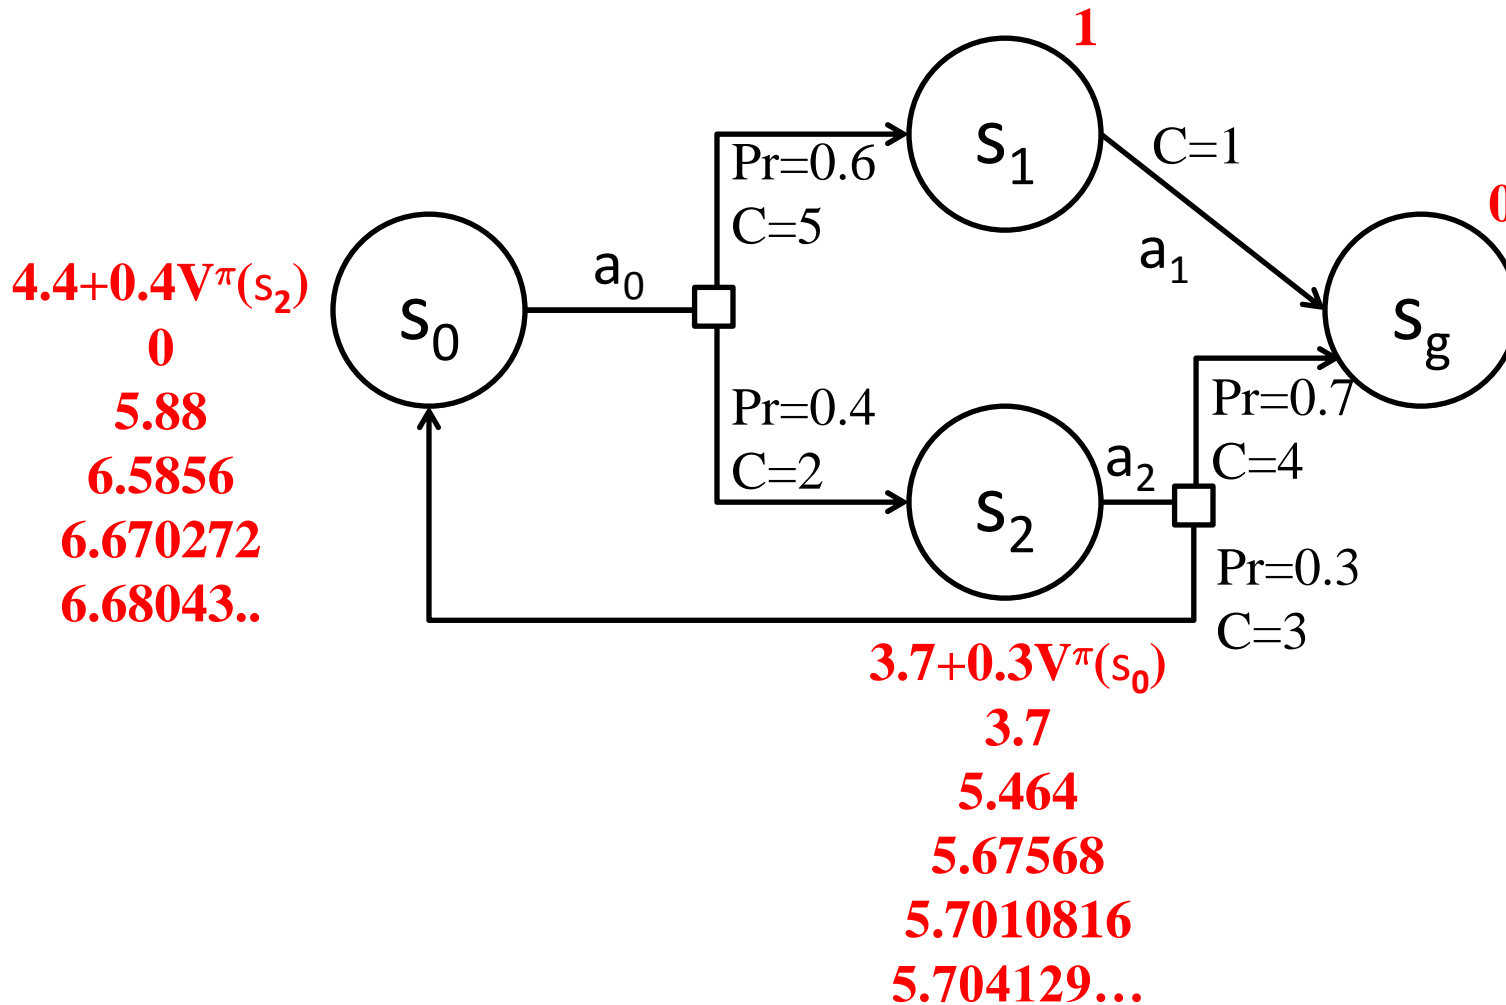 1
s₁
C=1
Pr=0.6
C=5
a₁
0
4.4+0.4Vπ(s₂)
0
5.88
6.5856
6.670272
6.68043..
s₀
a₀
sg
Pr=0.4
C=2
s₂
a₂
Pr=0.7
C=4
Pr=0.3
C=3
3.7+0.3Vπ(s₀)
3.7
5.464
5.67568
5.7010816
5.704129...